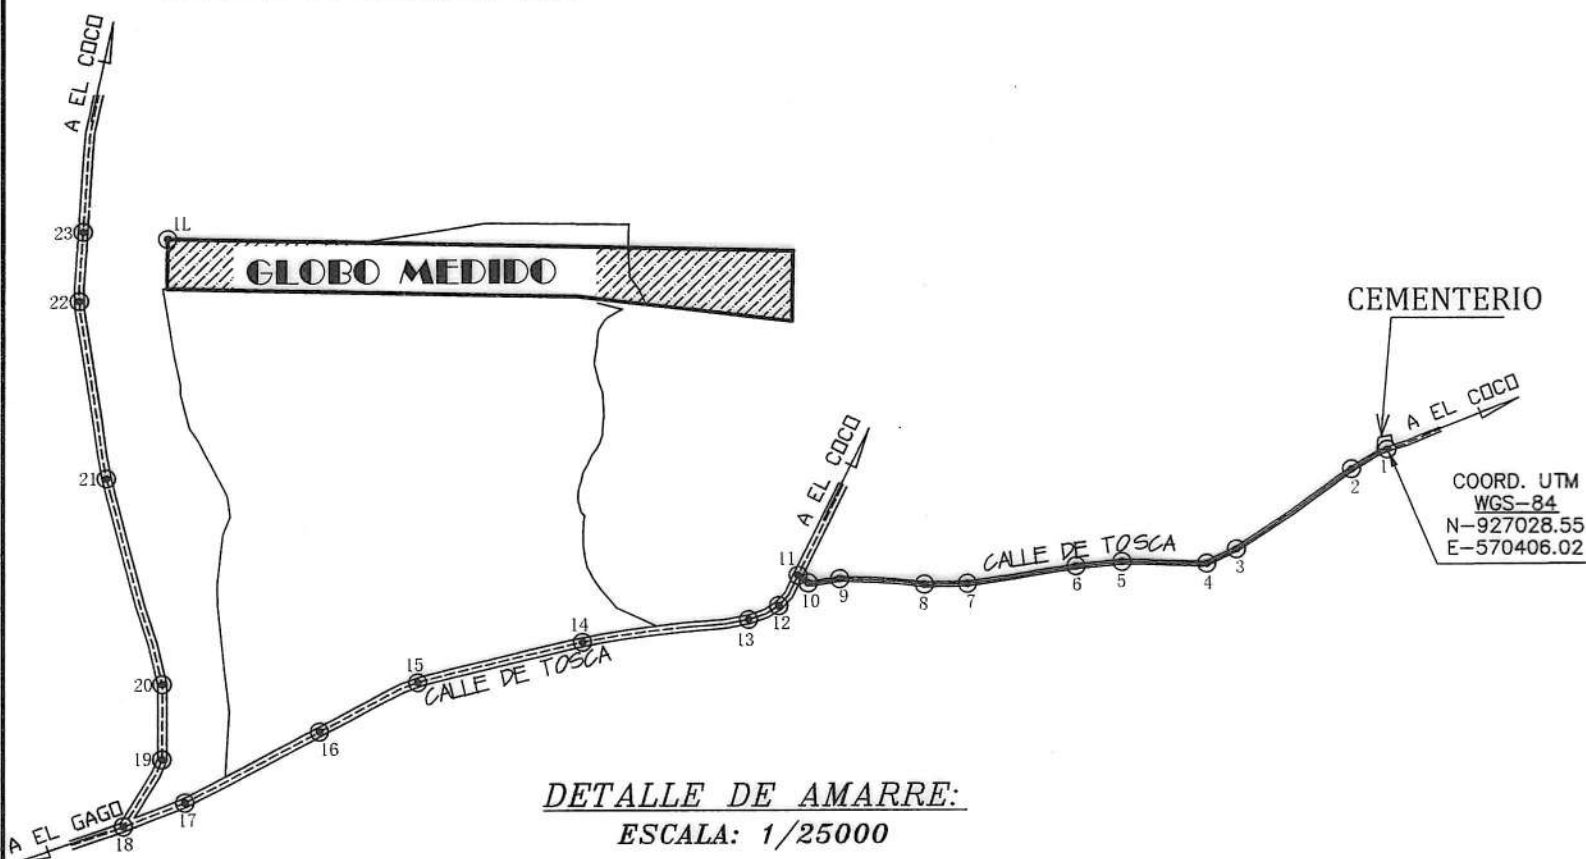 A EL COCO
23
1L
GLOBO MEDIDO
22
CEMENTERIO
A EL COCO
1
2
COORD. UTM
WGS-84
N-927028.55
E-570406.02
21
A EL COCO
11
10
9
8
7
CALLE DE TOSCA
6
5
4
3
12
13
14
CALLE DE TOSCA
15
20
16
19
17
A EL GAGO
18
DETALLE DE AMARRE:
ESCALA: 1/25000